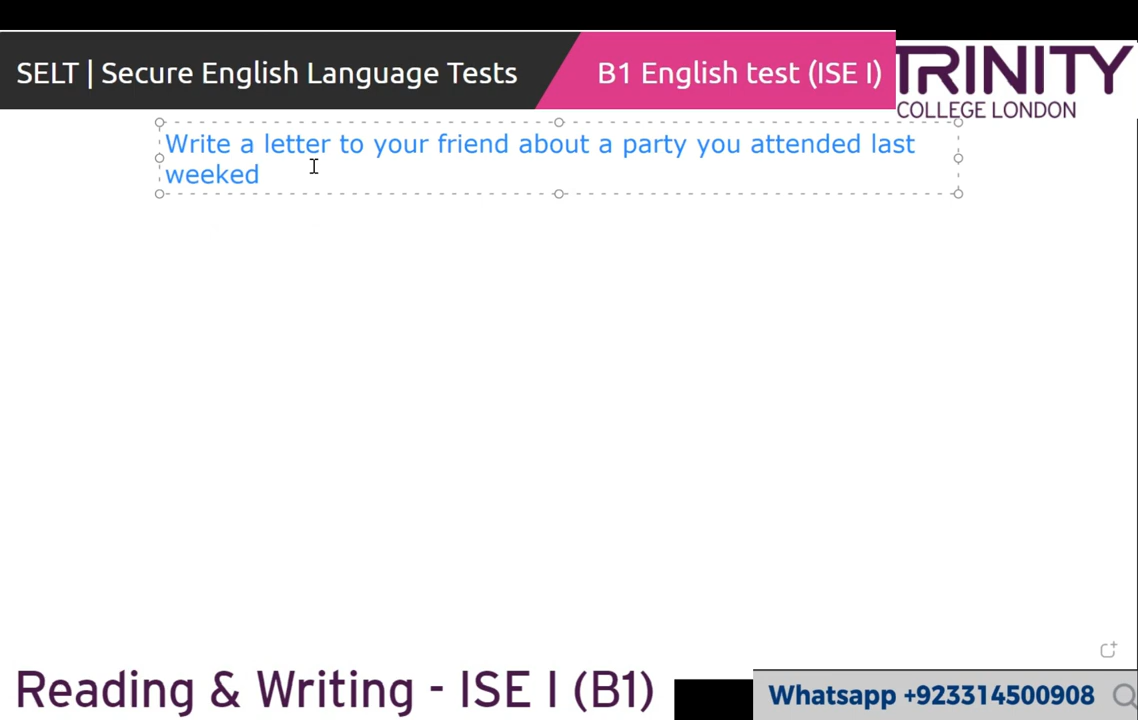 SELT | Secure English Language Tests
B1 English test (ISE I)
TRINITY
COLLEGE LONDON
Write a letter to your friend about a party you attended last
weeked
Reading & Writing - ISE I (B1)
Whatsapp +923314500908